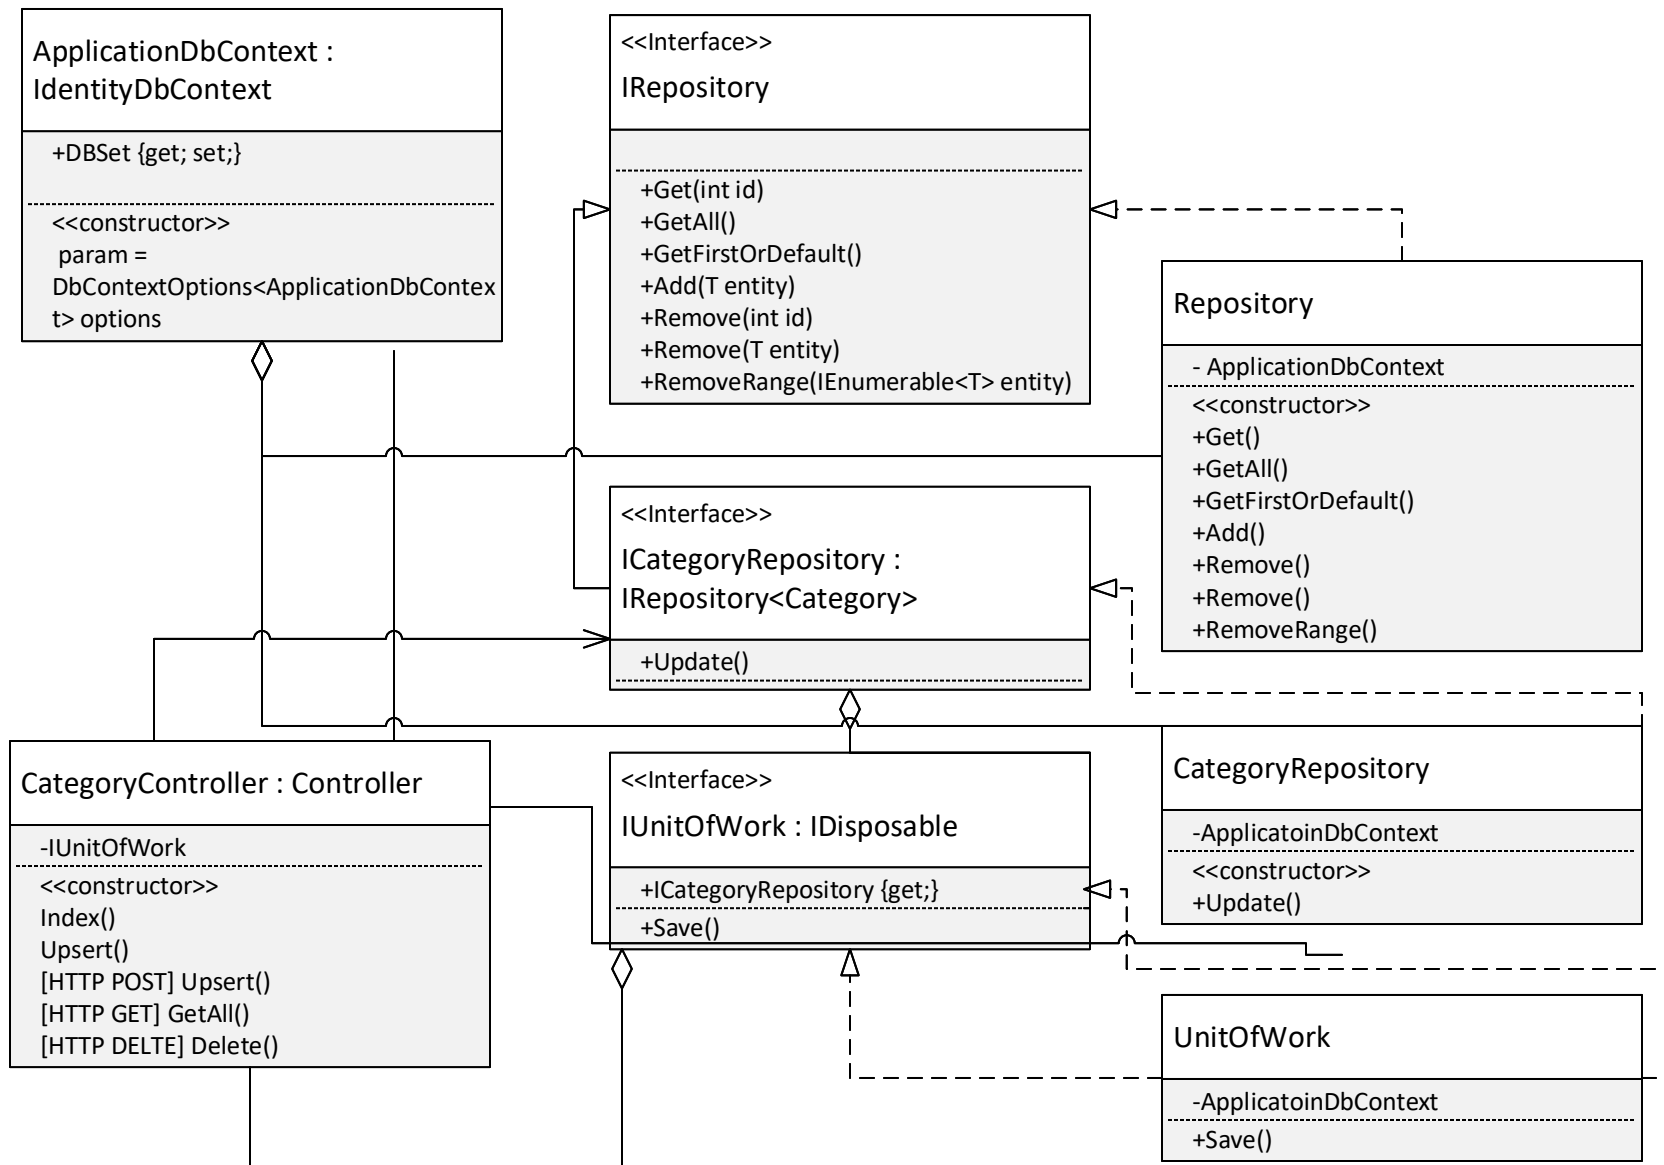 ApplicationDbContext :
IdentityDbContext
+DBSet {get; set;}
<<constructor>>
param =
DbContextOptions<ApplicationDbContex
t> options
<<Interface>>
IRepository
+Get(int id)
+GetAll()
+GetFirstOrDefault()
+Add(T entity)
+Remove(int id)
+Remove(T entity)
+RemoveRange(IEnumerable<T> entity)
Repository
- ApplicationDbContext
<<constructor>>
+Get()
+GetAll()
+GetFirstOrDefault()
+Add()
+Remove()
+Remove()
+RemoveRange()
<<Interface>>
ICategoryRepository :
IRepository<Category>
+Update()
CategoryController : Controller
-IUnitOfWork
<<constructor>>
Index()
Upsert()
[HTTP POST] Upsert()
[HTTP GET] GetAll()
[HTTP DELTE] Delete()
<<Interface>>
IUnitOfWork : IDisposable
+ICategoryRepository {get;}
+Save()
CategoryRepository
-ApplicatoinDbContext
<<constructor>>
+Update()
UnitOfWork
-ApplicatoinDbContext
+Save()